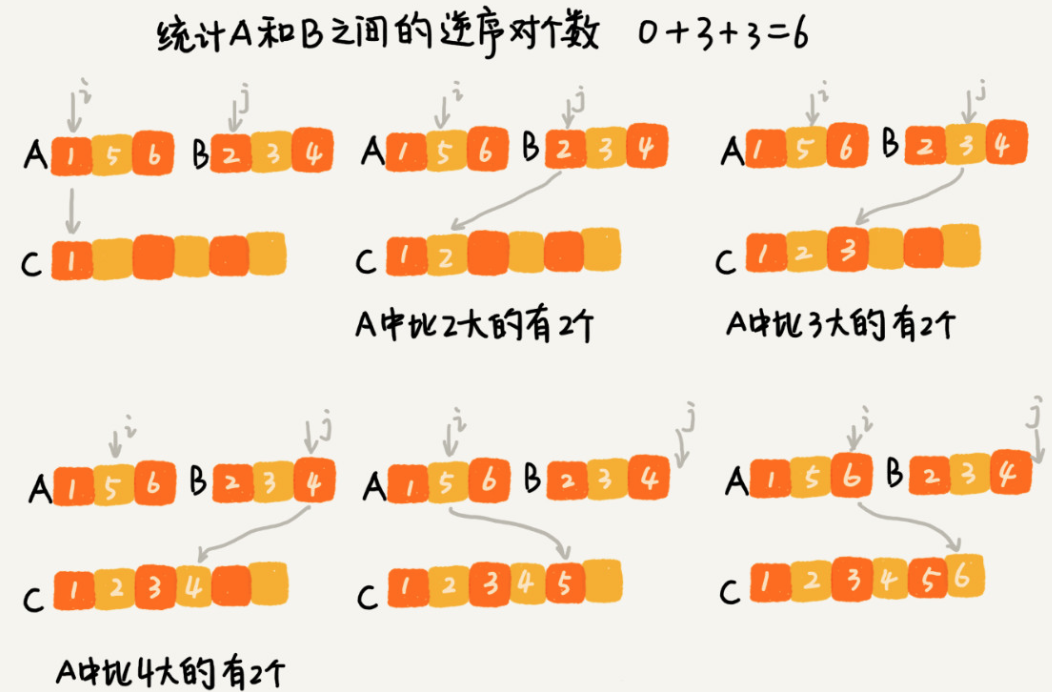 统计A和B之间的逆序对个数 0+3+3=6
i j i j i j
A 1 5 6 B 2 3 4 A 1 5 6 B 2 3 4 A 1 5 6 B 2 3 4
C 1 C 1 2 C 1 2 3
A中比2大的有2个 A中比3大的有2个
i j i j i j
A 1 5 6 B 2 3 4 A 1 5 6 B 2 3 4 A 1 5 6 B 2 3 4
C 1 2 3 4 C 1 2 3 4 5 C 1 2 3 4 5 6
A中比4大的有2个